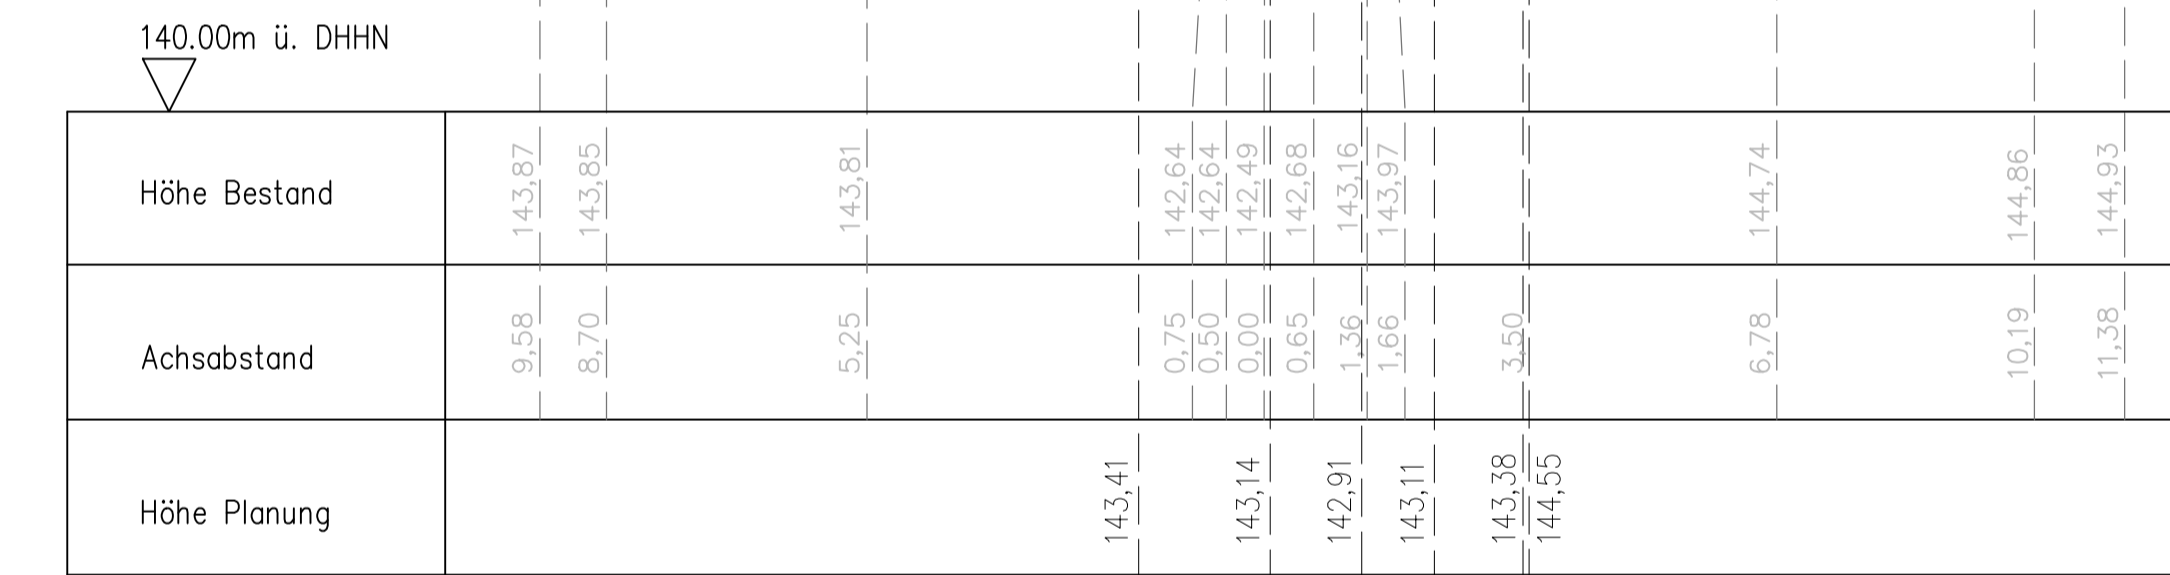 140.00m ü. DHHN
Höhe Bestand 143,87 143,85 143,81 142,64 142,64 142,49 142,68 143,16 143,97 144,74 144,86 144,93
Achsabstand 9,58 8,70 5,25 0,75 0,50 0,00 0,65 1,36 1,66 3,50 6,78 10,19 11,38
Höhe Planung 143,41 143,14 142,91 143,11 143,38 144,55